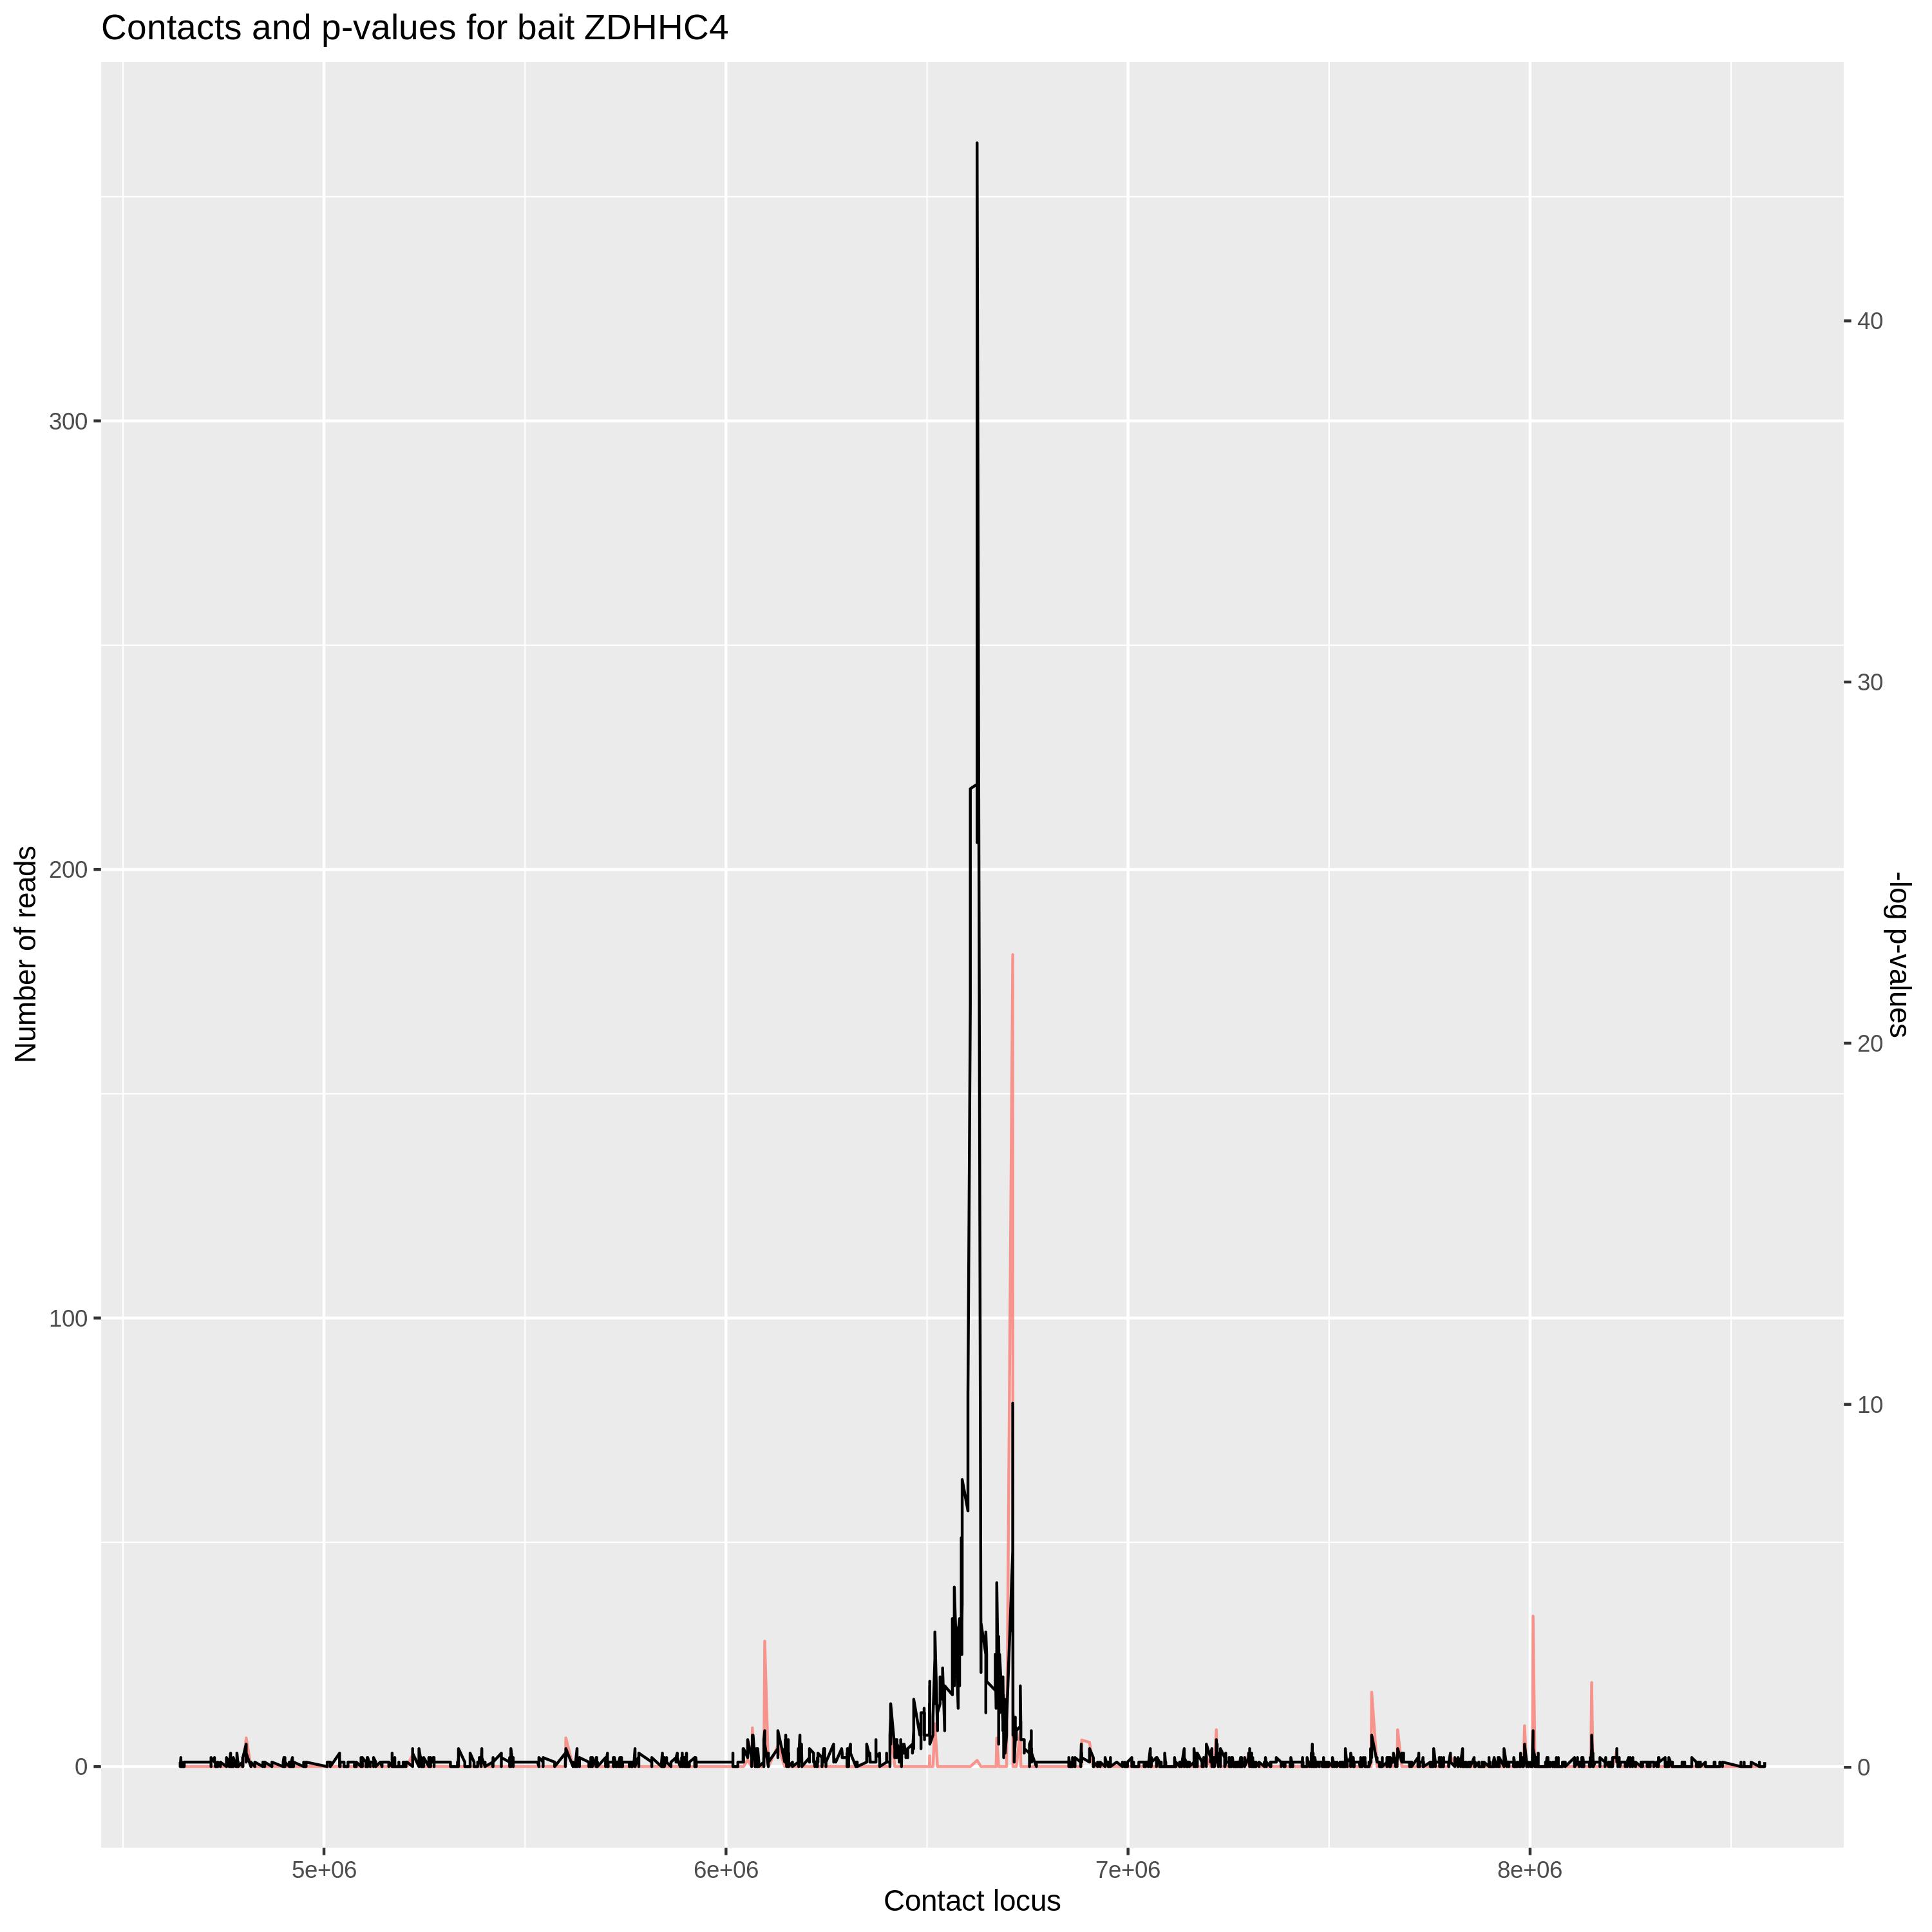 Contacts and p-values for bait ZDHHC4
Number of reads
300
200
100
0
40
30
20
10
0
-log p-values
5e+06
6e+06
7e+06
8e+06
Contact locus